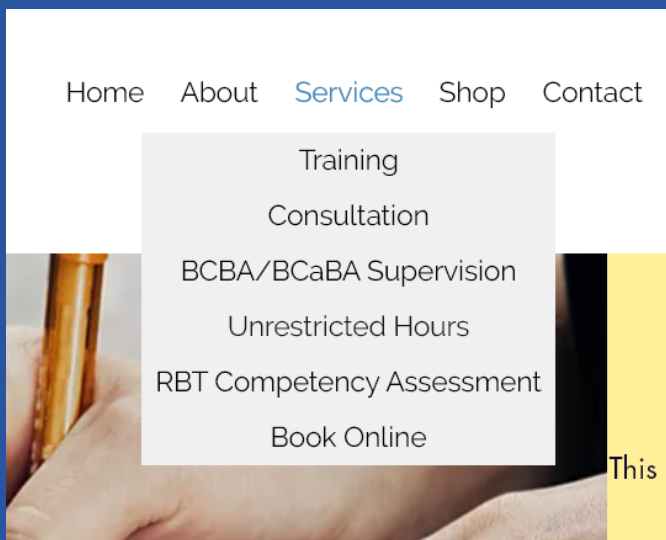 Home About Services Shop Contact
Training
Consultation
BCBA/BCaBA Supervision
Unrestricted Hours
RBT Competency Assessment
Book Online
This